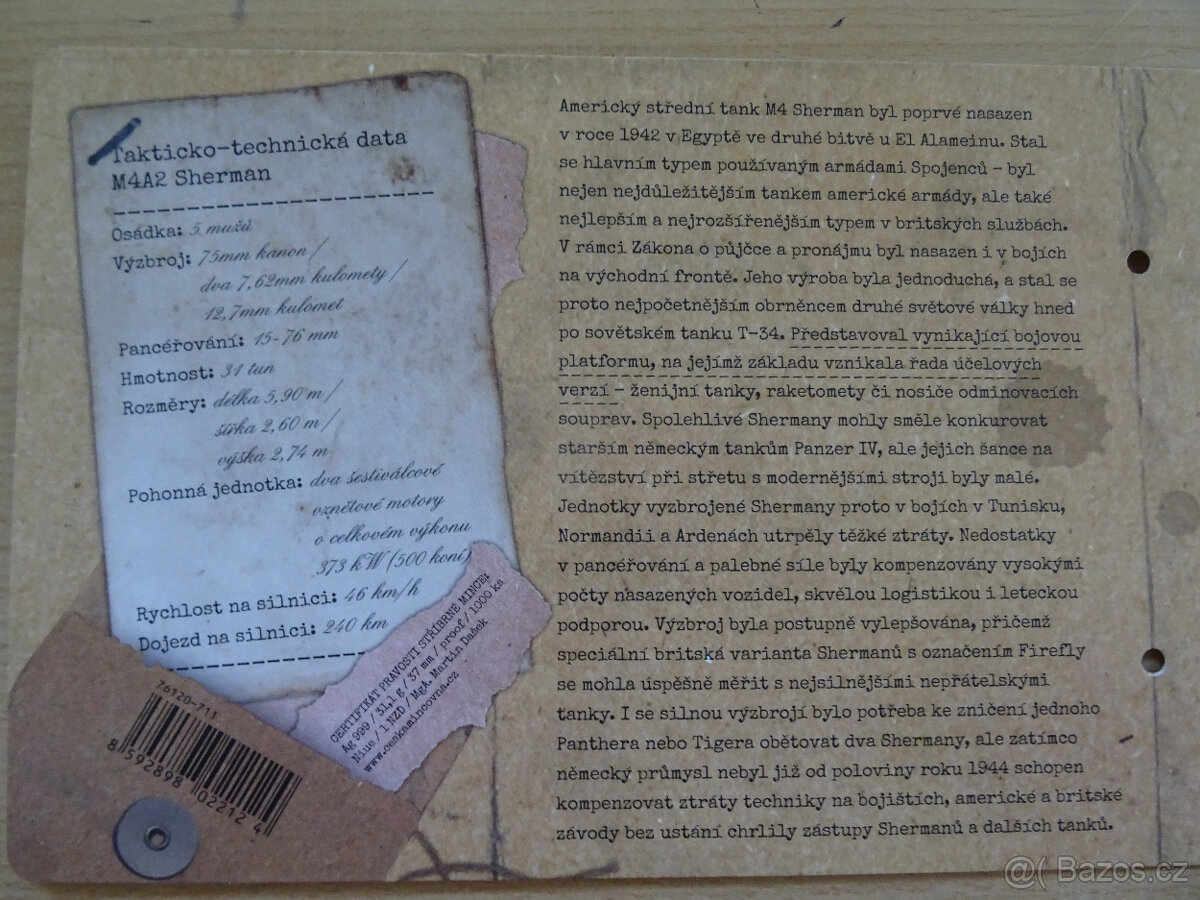 Takticko-technická data
M4A2 Sherman
Osádka: 5 mužů
Výzbroj: 75mm kanon /
dva 7,62mm kulomety /
12,7mm kulomet
Pancéřování: 15-76 mm
Hmotnost: 31 tun
Rozměry: délka 5,90 m /
šířka 2,60 m /
výška 2,74 m
Pohonná jednotka: dva šestiválcové
vznětové motory
o celkovém výkonu
373 kW (500 koní)
Rychlost na silnici: 46 km/h
Dojezd na silnici: 240 km
CERTIFIKÁT PRAVOSTI STŘÍBRNÉ MINCE:
Ag 999 / 31,1 g / 37 mm / proof / 1000 ks
Niue / 1 NZD / MgA. Martin Dašek
www.ceskamincovna.cz
76120-711
8 592898 022124
Americký střední tank M4 Sherman byl poprvé nasazen
v roce 1942 v Egyptě ve druhé bitvě u El Alameinu. Stal
se hlavním typem používaným armádami Spojenců – byl
nejen nejdůležitějším tankem americké armády, ale také
nejlepším a nejrozšířenějším typem v britských službách.
V rámci Zákona o půjčce a pronájmu byl nasazen i v bojích
na východní frontě. Jeho výroba byla jednoduchá, a stal se
proto nejpočetnějším obrněncem druhé světové války hned
po sovětském tanku T-34. Představoval vynikající bojovou
platformu, na jejímž základu vznikala řada účelových
verzí – ženijní tanky, raketomety či nosiče odminovacích
souprav. Spolehlivé Shermany mohly směle konkurovat
starším německým tankům Panzer IV, ale jejich šance na
vítězství při střetu s modernějšími stroji byly malé.
Jednotky vyzbrojené Shermany proto v bojích v Tunisku,
Normandii a Ardenách utrpěly těžké ztráty. Nedostatky
v pancéřování a palebné síle byly kompenzovány vysokými
počty nasazených vozidel, skvělou logistikou i leteckou
podporou. Výzbroj byla postupně vylepšována, přičemž
speciální britská varianta Shermanů s označením Firefly
se mohla úspěšně měřit s nejsilnějšími nepřátelskými
tanky. I se silnou výzbrojí bylo potřeba ke zničení jednoho
Panthera nebo Tigera obětovat dva Shermany, ale zatímco
německý průmysl nebyl již od poloviny roku 1944 schopen
kompenzovat ztráty techniky na bojištích, americké a britské
závody bez ustání chrlily zástupy Shermanů a dalších tanků.
@( Bazos.cz